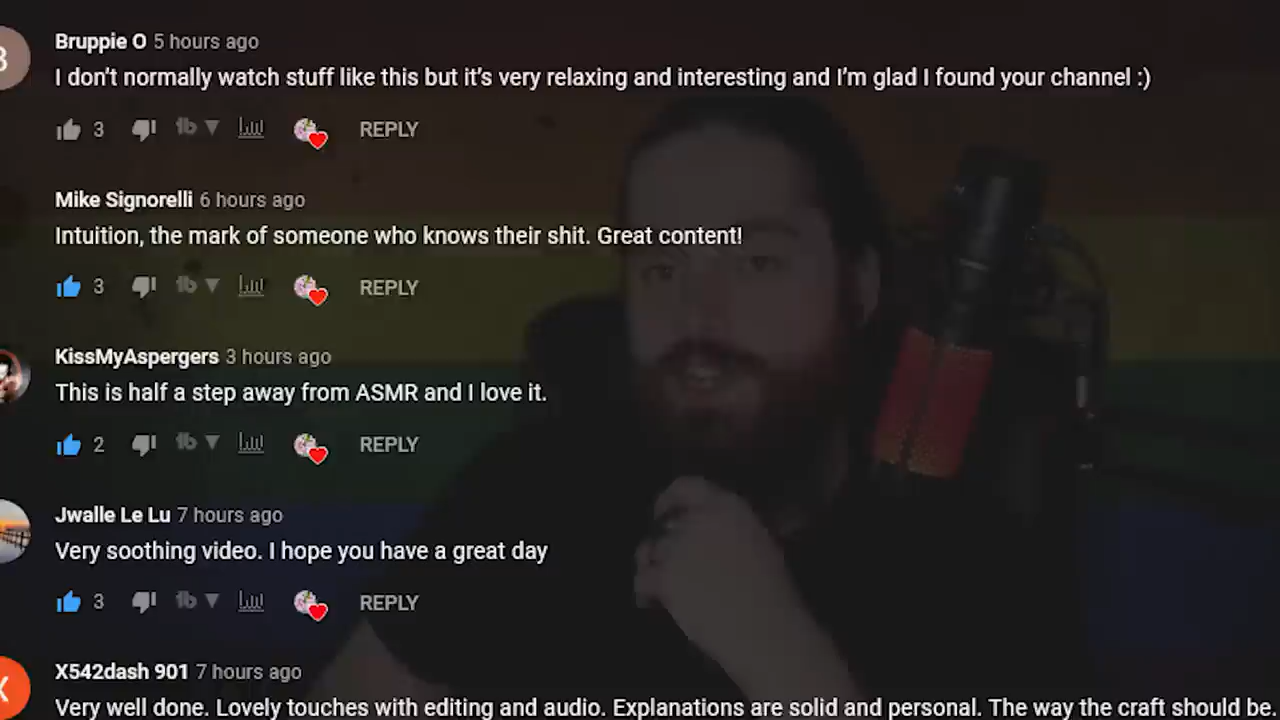 Bruppie O 5 hours ago
I don't normally watch stuff like this but it's very relaxing and interesting and I'm glad I found your channel :)
3 REPLY
Mike Signorelli 6 hours ago
Intuition, the mark of someone who knows their shit. Great content!
3 REPLY
KissMyAspergers 3 hours ago
This is half a step away from ASMR and I love it.
2 REPLY
Jwalle Le Lu 7 hours ago
Very soothing video. I hope you have a great day
3 REPLY
X542dash 901 7 hours ago
Very well done. Lovely touches with editing and audio. Explanations are solid and personal. The way the craft should be.